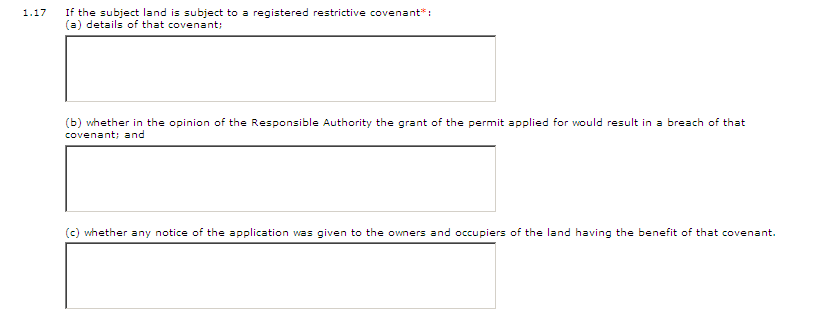 1.17 If the subject land is subject to a registered restrictive covenant*:
(a) details of that covenant;
(b) whether in the opinion of the Responsible Authority the grant of the permit applied for would result in a breach of that
covenant; and
(c) whether any notice of the application was given to the owners and occupiers of the land having the benefit of that covenant.